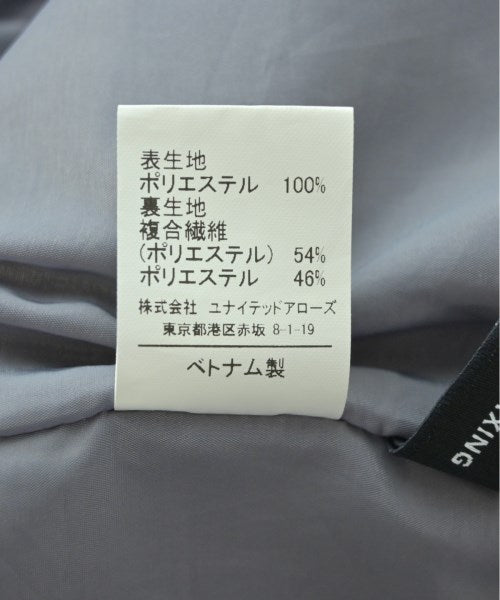 表生地
ポリエステル 100%
裏生地
複合繊維
(ポリエステル) 54%
ポリエステル 46%
株式会社 ユナイテッドアローズ
東京都港区赤坂 8-1-19
ベトナム製
XING